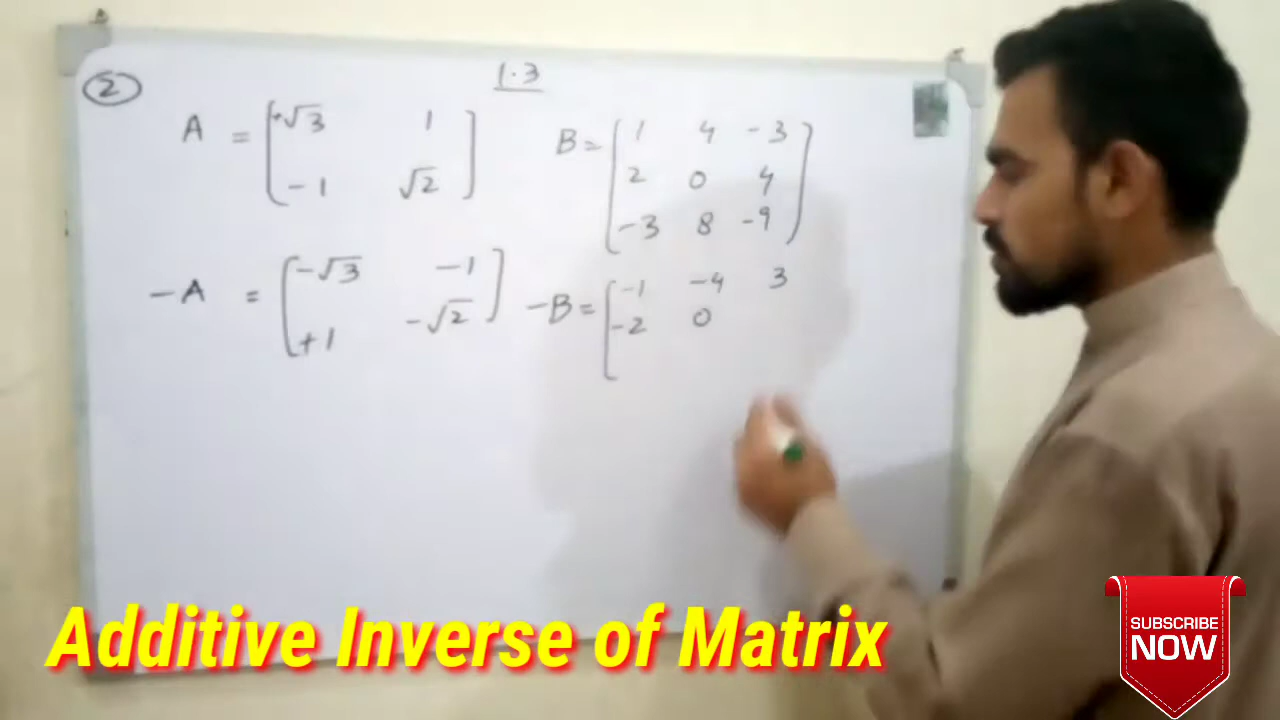 ② 1.3
A = [+√3 1
-1 √2]
B = [1 4 -3
2 0 4
-3 8 -9]
-A = [-√3 -1
+1 -√2]
-B = [-1 -4 3
-2 0
Additive Inverse of Matrix
SUBSCRIBE
NOW